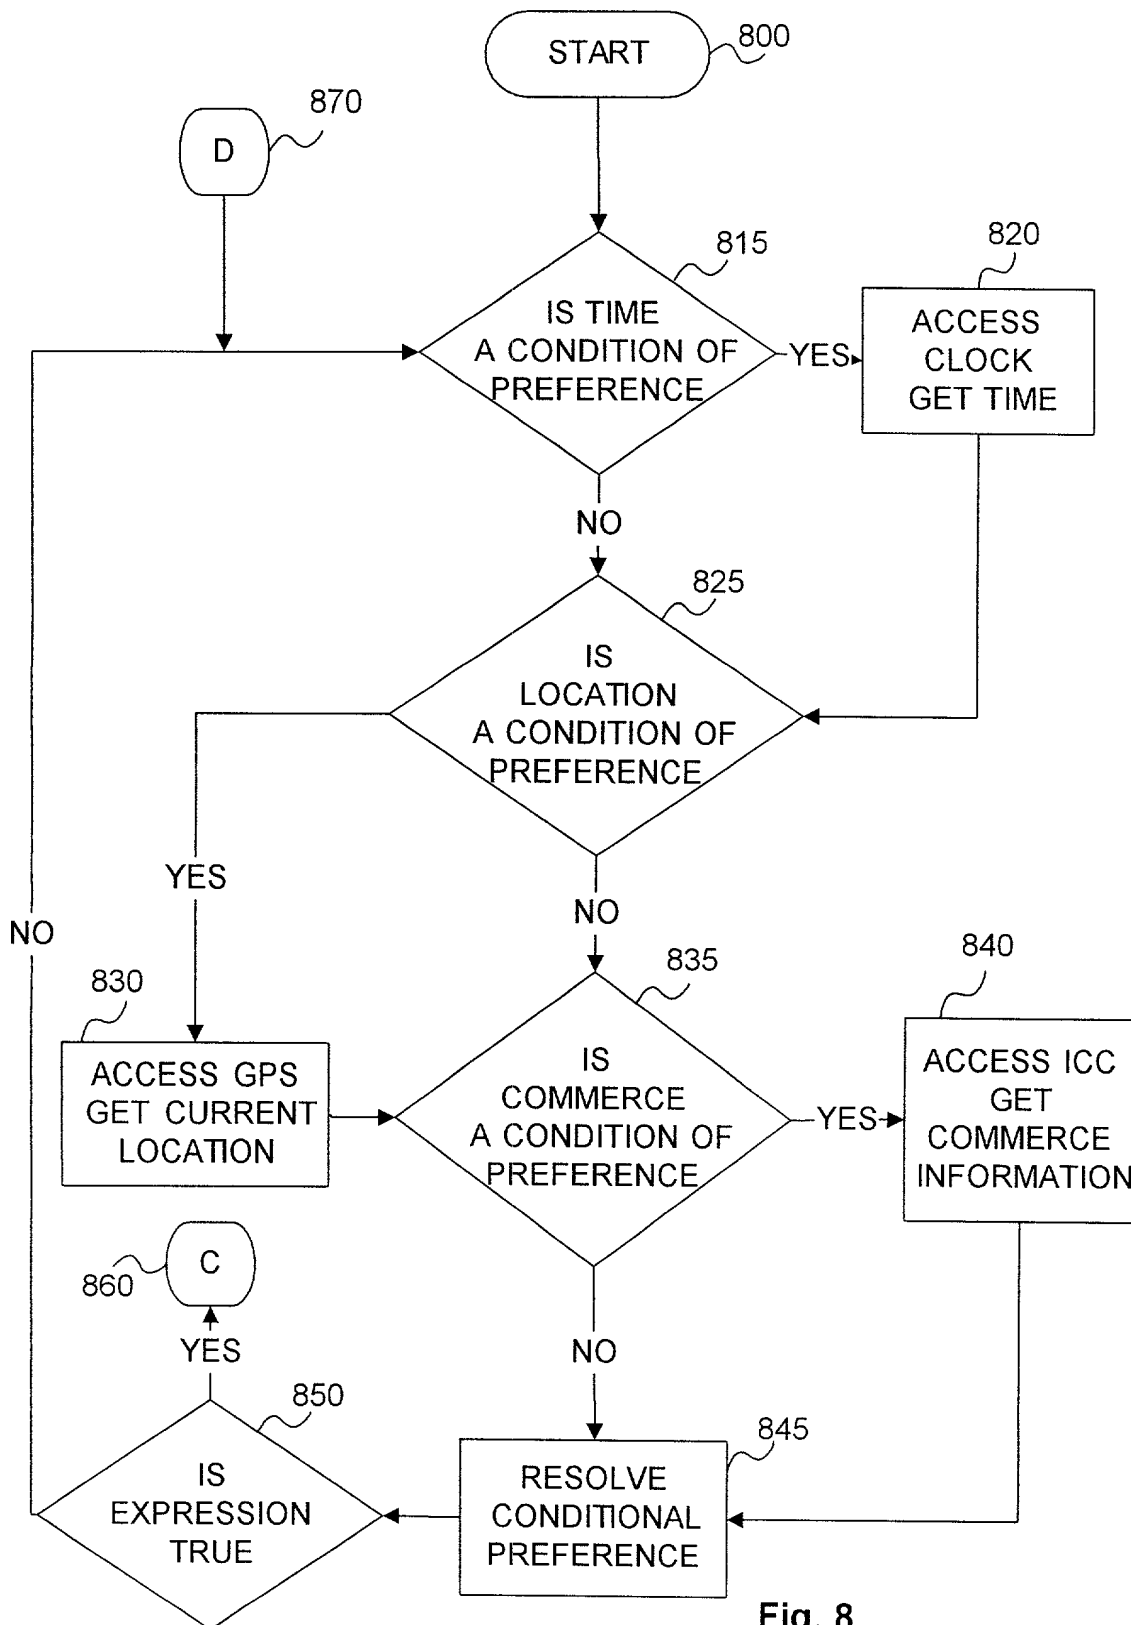 START
800
870
D
815
IS TIME
A CONDITION OF
PREFERENCE
YES
820
ACCESS
CLOCK
GET TIME
NO
825
IS
LOCATION
A CONDITION OF
PREFERENCE
YES
NO
NO
830
ACCESS GPS
GET CURRENT
LOCATION
835
IS
COMMERCE
A CONDITION OF
PREFERENCE
YES
840
ACCESS ICC
GET
COMMERCE
INFORMATION
C
860
YES
NO
850
IS
EXPRESSION
TRUE
845
RESOLVE
CONDITIONAL
PREFERENCE
Fig. 8